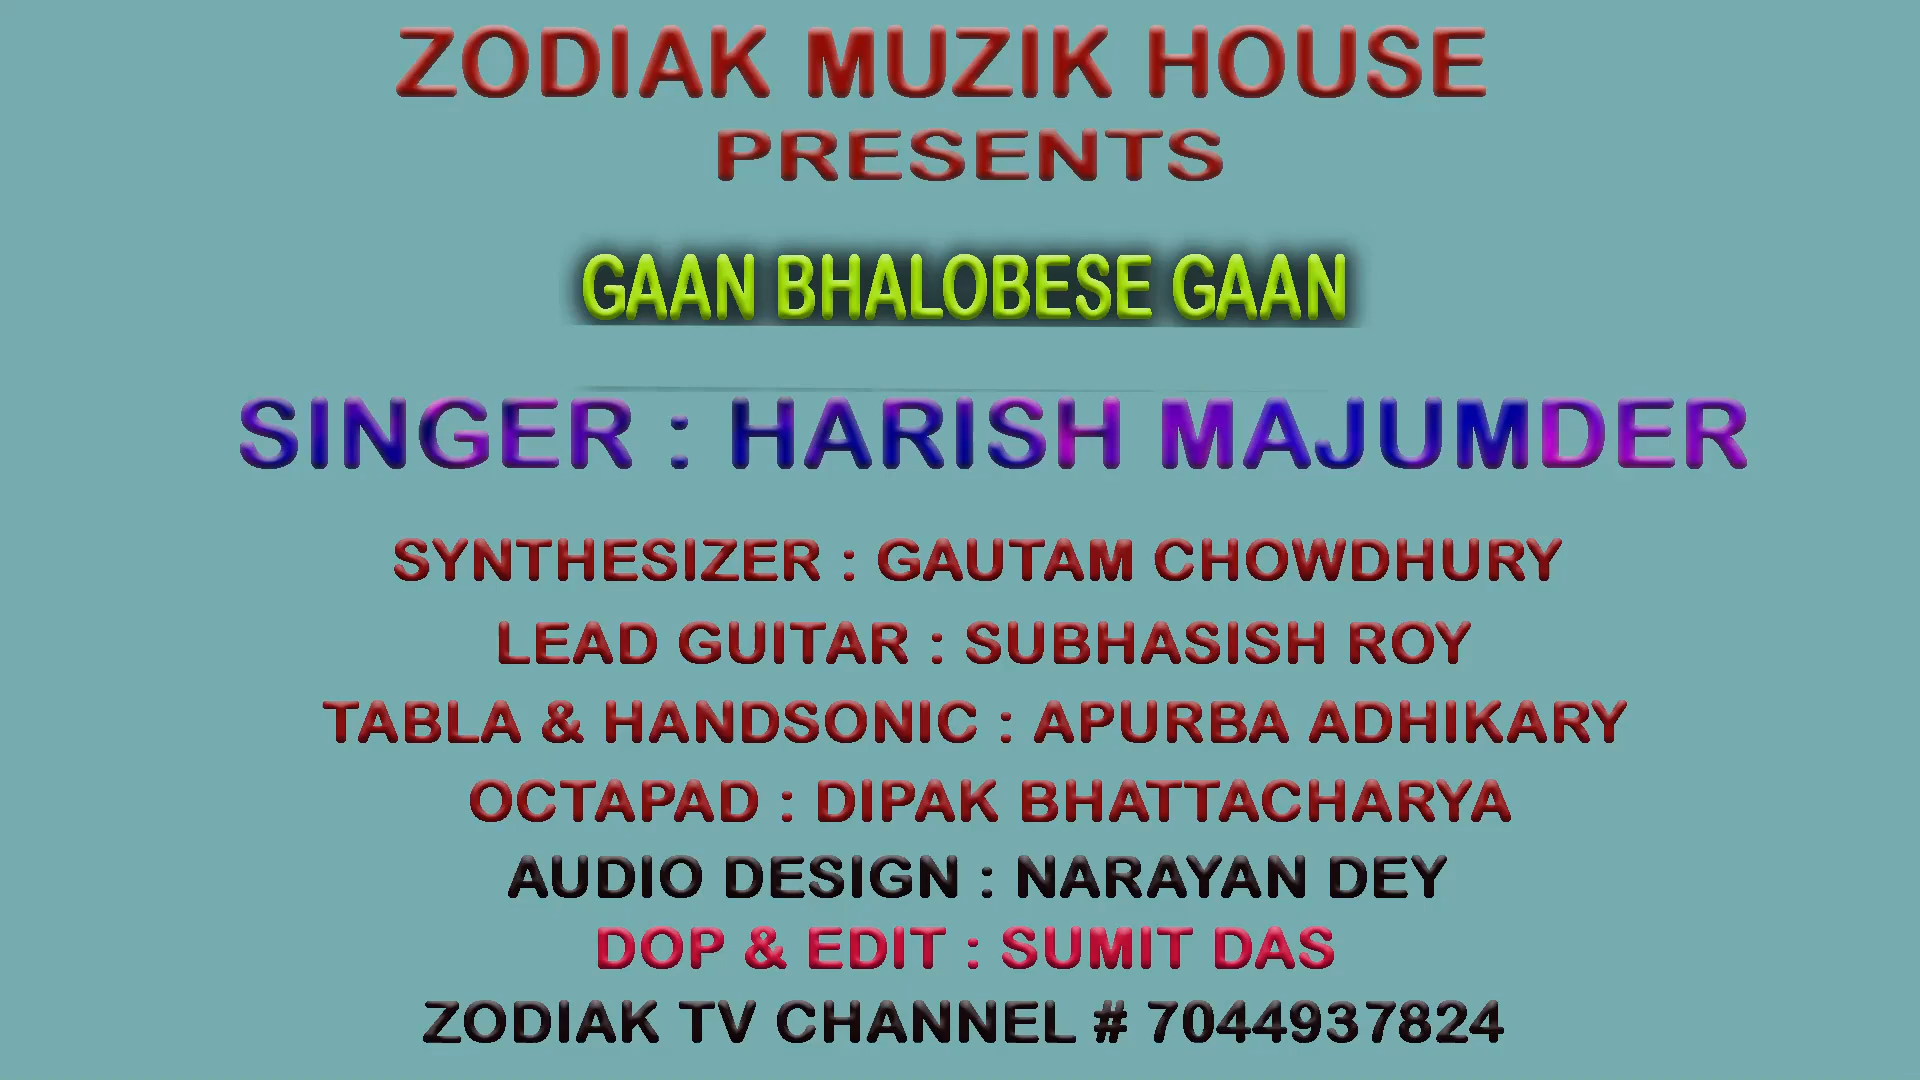 ZODIAK MUZIK HOUSE
PRESENTS
GAAN BHALOBESE GAAN
SINGER : HARISH MAJUMDER
SYNTHESIZER : GAUTAM CHOWDHURY
LEAD GUITAR : SUBHASISH ROY
TABLA & HANDSONIC : APURBA ADHIKARY
OCTAPAD : DIPAK BHATTACHARYA
AUDIO DESIGN : NARAYAN DEY
DOP & EDIT : SUMIT DAS
ZODIAK TV CHANNEL # 7044937824